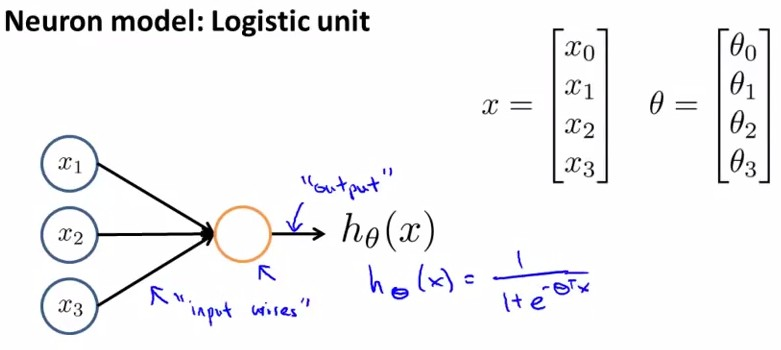 Neuron model: Logistic unit
x = [x₀ x₁ x₂ x₃]
θ = [θ₀ θ₁ θ₂ θ₃]
x₁
x₂
x₃
"output"
hθ(x)
"input wires"
hθ(x) = 1 / (1+e^(-θᵀx))